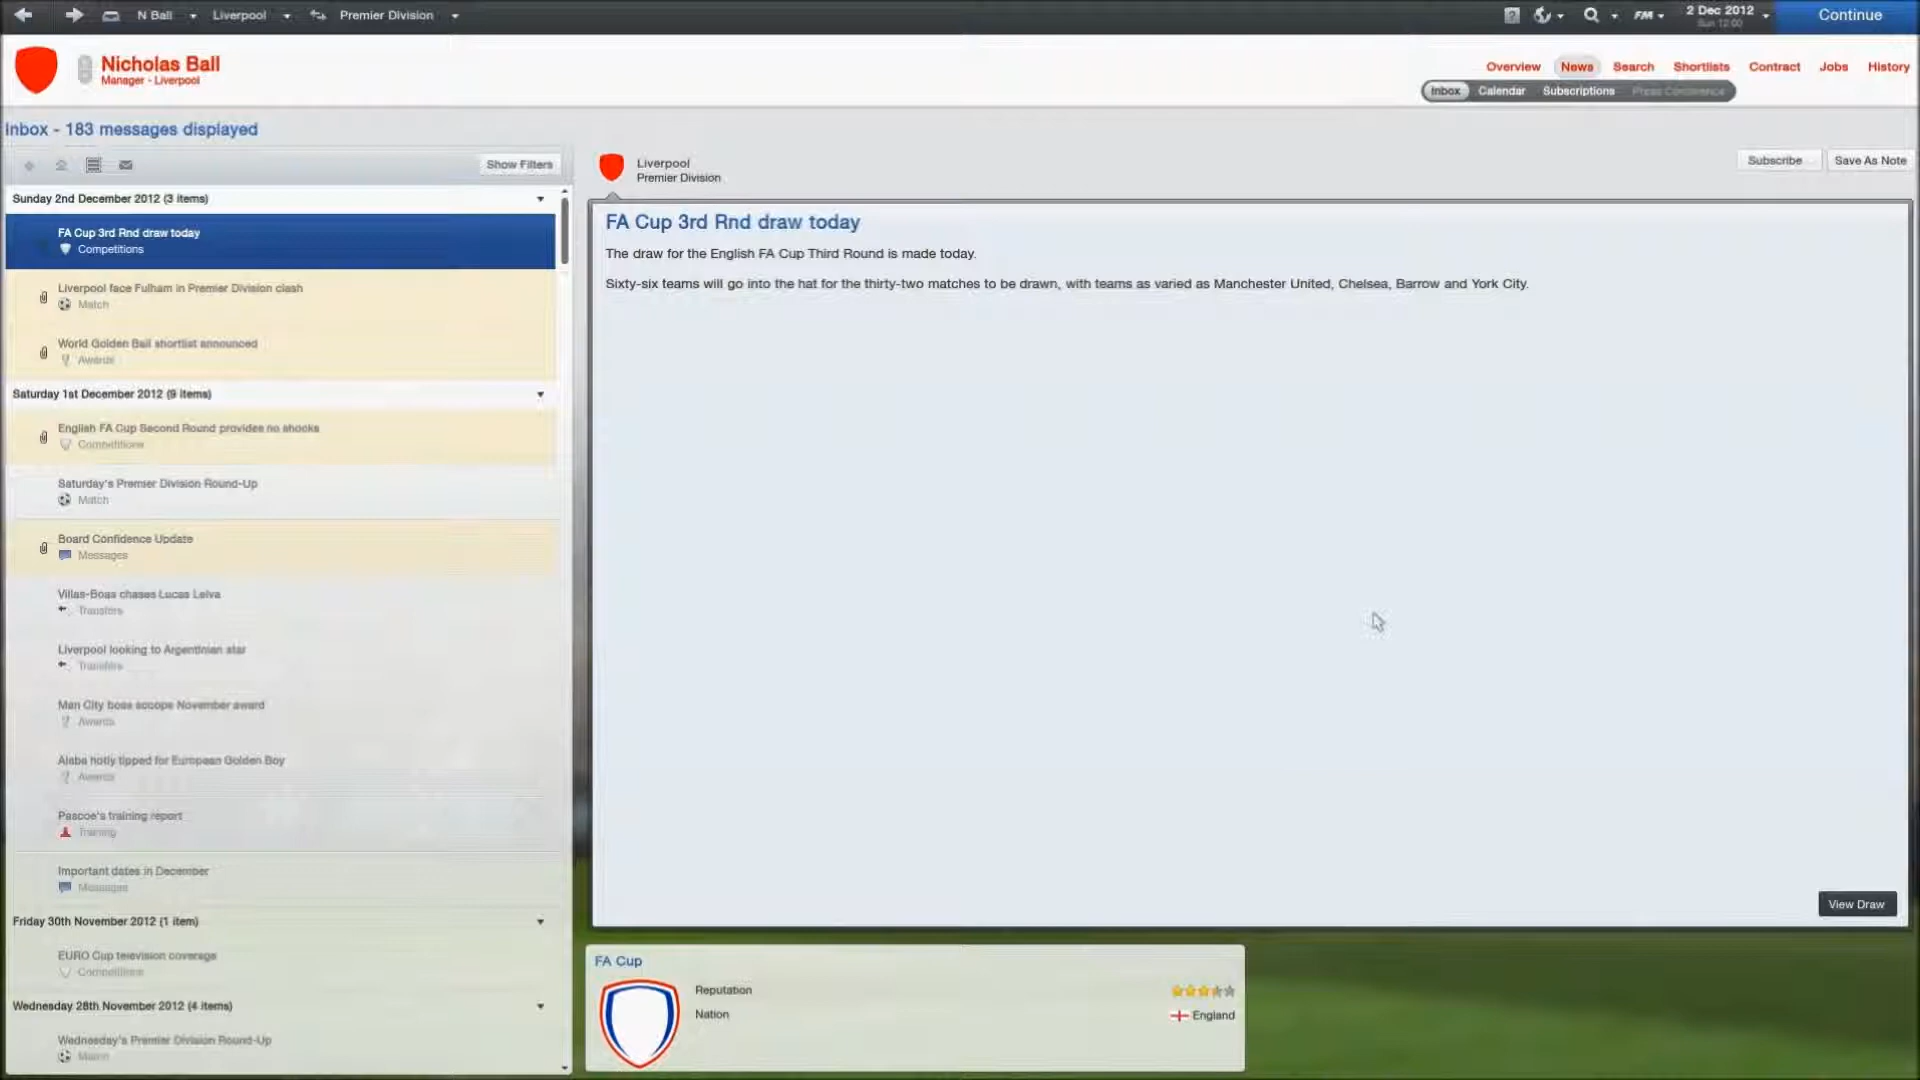 N Ball
Liverpool
Premier Division
FM
2 Dec 2012
Sun 12:00
Continue
Nicholas Ball
Manager - Liverpool
Overview
News
Search
Shortlists
Contract
Jobs
History
Inbox
Calendar
Subscriptions
Press Conference
Inbox - 183 messages displayed
Show Filters
Liverpool
Premier Division
Subscribe
Save As Note
Sunday 2nd December 2012 (3 items)
FA Cup 3rd Rnd draw today
Competitions
Liverpool face Fulham in Premier Division clash
Match
World Golden Ball shortlist announced
Awards
Saturday 1st December 2012 (9 items)
English FA Cup Second Round provides no shocks
Competitions
Saturday's Premier Division Round-Up
Match
Board Confidence Update
Messages
Villas-Boas chases Lucas Leiva
Transfers
Liverpool looking to Argentinian star
Transfers
Man City boss scoops November award
Awards
Alaba hotly tipped for European Golden Boy
Awards
Pascoe's training report
Training
Important dates in December
Messages
Friday 30th November 2012 (1 item)
EURO Cup television coverage
Competitions
Wednesday 28th November 2012 (4 items)
Wednesday's Premier Division Round-Up
Match
FA Cup 3rd Rnd draw today
The draw for the English FA Cup Third Round is made today.
Sixty-six teams will go into the hat for the thirty-two matches to be drawn, with teams as varied as Manchester United, Chelsea, Barrow and York City.
View Draw
FA Cup
Reputation
Nation
England